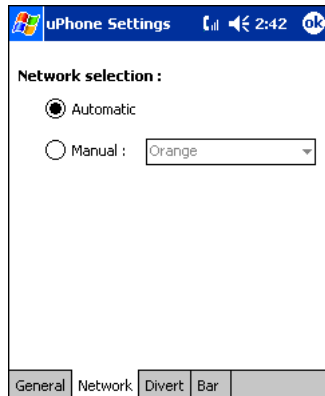 uPhone Settings 2:42 ok
Network selection :
Automatic
Manual : Orange
General Network Divert Bar